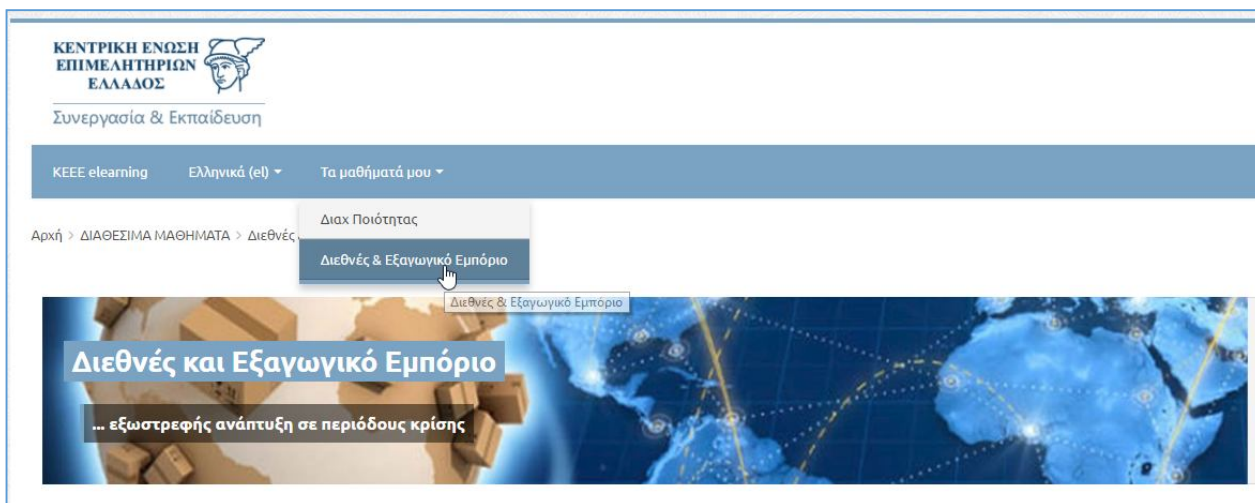 ΚΕΝΤΡΙΚΗ ΕΝΩΣΗ
ΕΠΙΜΕΛΗΤΗΡΙΩΝ
ΕΛΛΑΔΟΣ
Συνεργασία & Εκπαίδευση
KEEE elearning Ελληνικά (el) Τα μαθήματά μου
Διαχ Ποιότητας
Αρχή > ΔΙΑΘΕΣΙΜΑ ΜΑΘΗΜΑΤΑ > Διεθνές
Διεθνές & Εξαγωγικό Εμπόριο
Διεθνές & Εξαγωγικό Εμπόριο
Διεθνές και Εξαγωγικό Εμπόριο
... εξωστρεφής ανάπτυξη σε περιόδους κρίσης